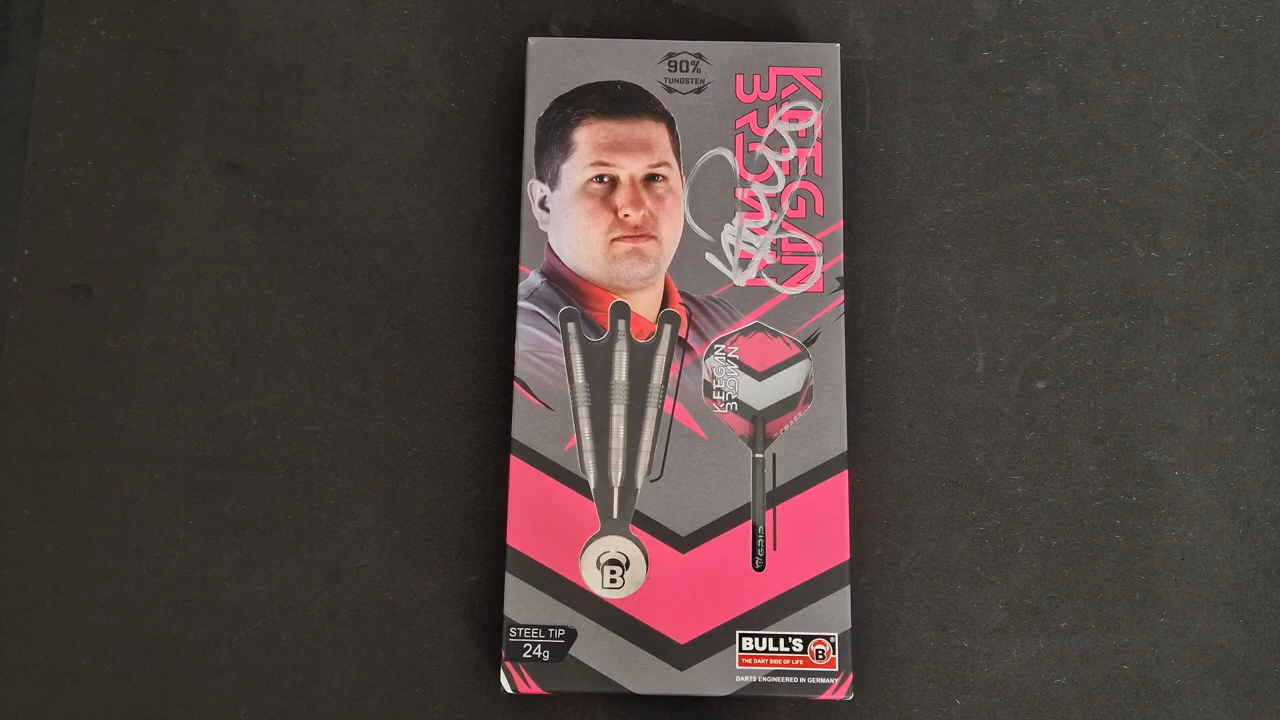 90%
TUNGSTEN
KEEGAN
BROWN
KEEGAN
BROWN
GRIP
B
STEEL TIP
24g
BULL'S
B
®
THE DART SIDE OF LIFE
DARTS ENGINEERED IN GERMANY